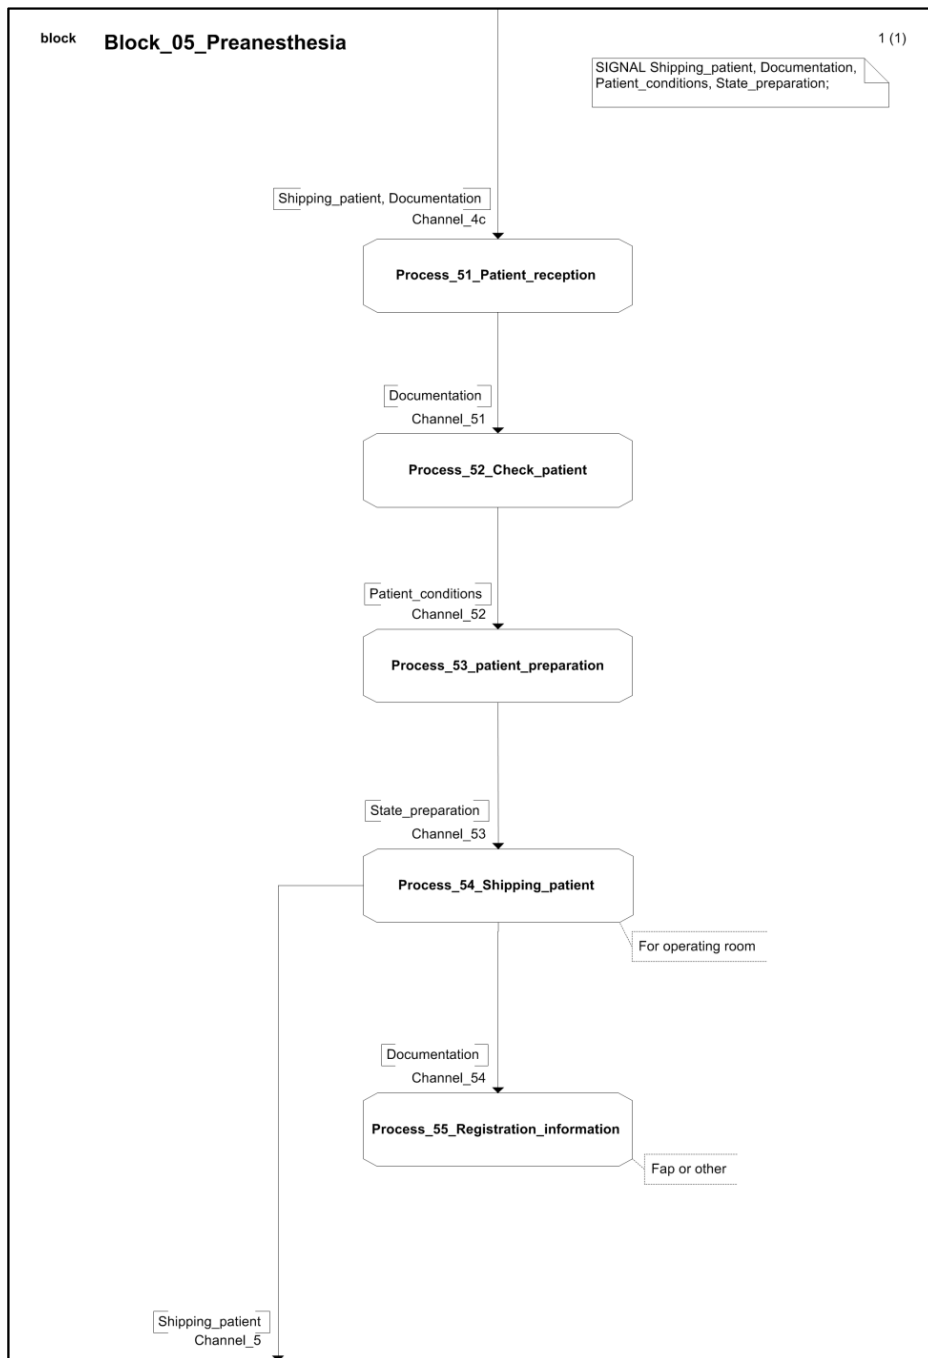 block Block_05_Preanesthesia 1 (1)
SIGNAL Shipping_patient, Documentation,
Patient_conditions, State_preparation;
Shipping_patient, Documentation
Channel_4c
Process_51_Patient_reception
Documentation
Channel_51
Process_52_Check_patient
Patient_conditions
Channel_52
Process_53_patient_preparation
State_preparation
Channel_53
Process_54_Shipping_patient
For operating room
Documentation
Channel_54
Process_55_Registration_information
Fap or other
Shipping_patient
Channel_5